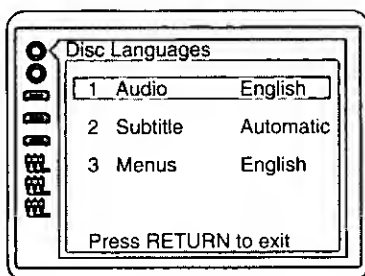 Disc Languages
1 Audio English
2 Subtitle Automatic
3 Menus English
Press RETURN to exit